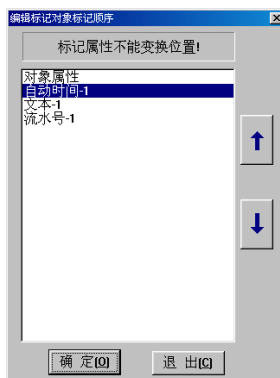 编辑标记对象标记顺序
标记属性不能变换位置!
对象属性
自动时间-1
文本-1
流水号-1
确 定[O]
退 出[C]